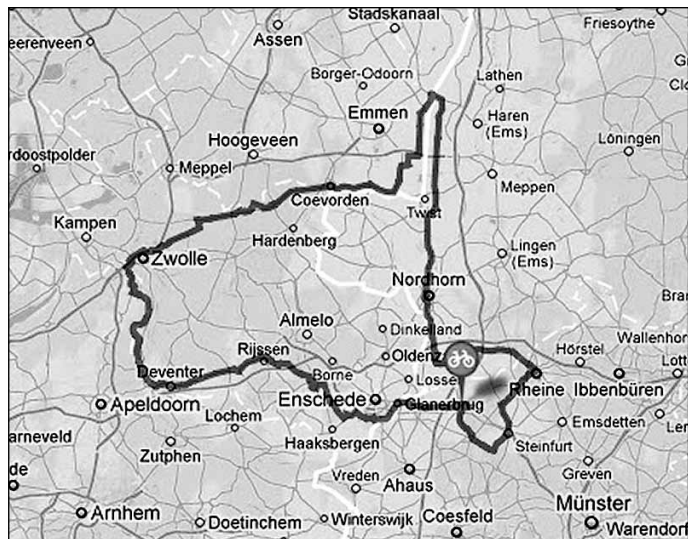 Stadskanaal
Friesoythe
Assen
eerenveen
Borger-Odoorn
Lathen
Emmen
Haren
(Ems)
Hoogeveen
Löningen
rdoostpolder
Meppel
Meppen
Coevorden
Twist
Kampen
Hardenberg
Lingen
(Ems)
Zwolle
Nordhorn
Bran
Almelo
Dinkelland
Wallenhor
Hörstel
Rijssen
Oldenz
Borne
Lott
Deventer
Losser
Rheine
Ibbenbüren
Enschede
Glanerbrug
Apeldoorn
Lochem
Emsdetten
Ler
arneveld
Haaksbergen
Steinfurt
Zutphen
Greven
de
Vreden
Ahaus
Münster
Arnhem
Doetinchem
Winterswijk
Coesfeld
Warendorf